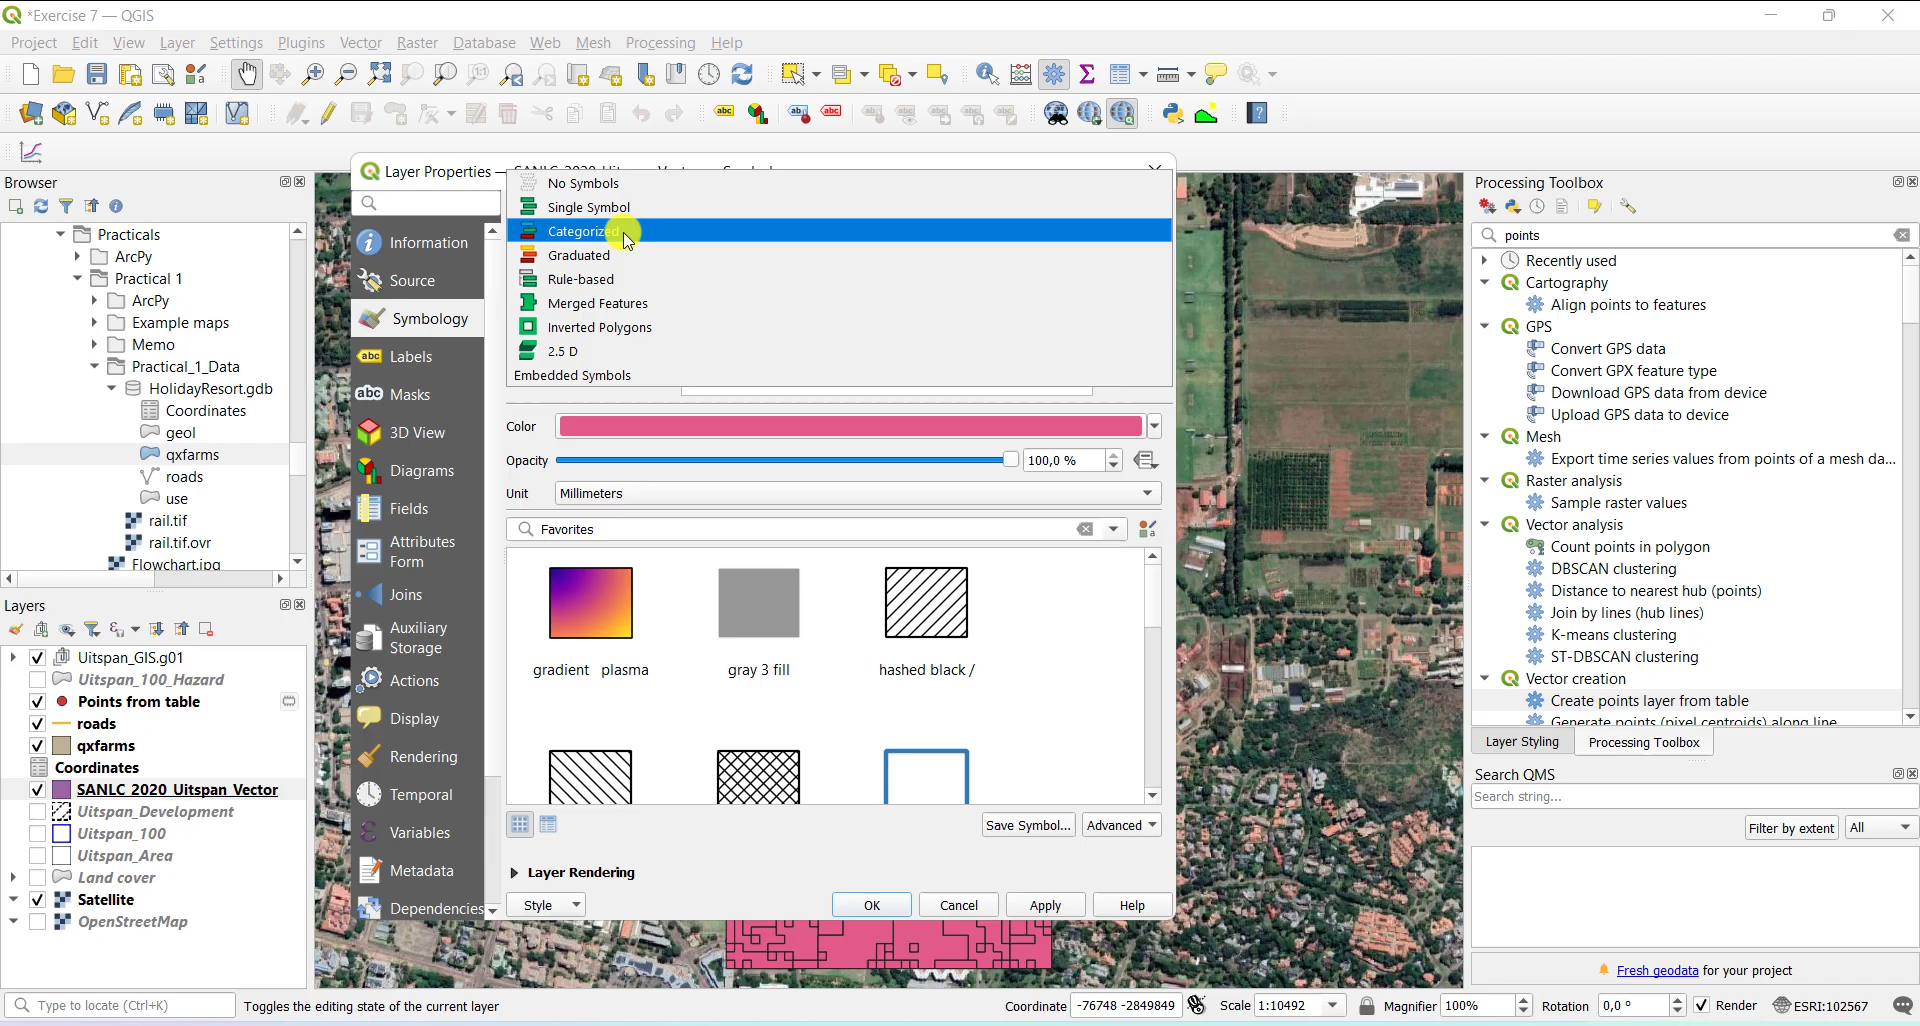 *Exercise 7 — QGIS
Project Edit View Layer Settings Plugins Vector Raster Database Web Mesh Processing Help
Browser
Practicals
ArcPy
Practical 1
ArcPy
Example maps
Memo
Practical_1_Data
HolidayResort.gdb
Coordinates
geol
qxfarms
roads
use
rail.tif
rail.tif.ovr
Flowchart.jpg
Layers
Uitspan_GIS.g01
Uitspan_100_Hazard
Points from table
roads
qxfarms
Coordinates
SANLC 2020 Uitspan Vector
Uitspan_Development
Uitspan_100
Uitspan_Area
Land cover
Satellite
OpenStreetMap
Layer Properties —
Information
Source
Symbology
Labels
Masks
3D View
Diagrams
Fields
Attributes
Form
Joins
Auxiliary
Storage
Actions
Display
Rendering
Temporal
Variables
Metadata
Dependencies
No Symbols
Single Symbol
Categorized
Graduated
Rule-based
Merged Features
Inverted Polygons
2.5 D
Embedded Symbols
Color
Opacity 100,0 %
Unit Millimeters
Favorites
gradient plasma
gray 3 fill
hashed black /
Save Symbol... Advanced
Layer Rendering
Style OK Cancel Apply Help
Processing Toolbox
points
Recently used
Cartography
Align points to features
GPS
Convert GPS data
Convert GPX feature type
Download GPS data from device
Upload GPS data to device
Mesh
Export time series values from points of a mesh da...
Raster analysis
Sample raster values
Vector analysis
Count points in polygon
DBSCAN clustering
Distance to nearest hub (points)
Join by lines (hub lines)
K-means clustering
ST-DBSCAN clustering
Vector creation
Create points layer from table
Generate points (pixel centroids) along line
Layer Styling Processing Toolbox
Search QMS
Search string...
Filter by extent All
Fresh geodata for your project
Type to locate (Ctrl+K) Toggles the editing state of the current layer Coordinate -76748 -2849849 Scale 1:10492 Magnifier 100% Rotation 0,0 ° Render ESRI:102567